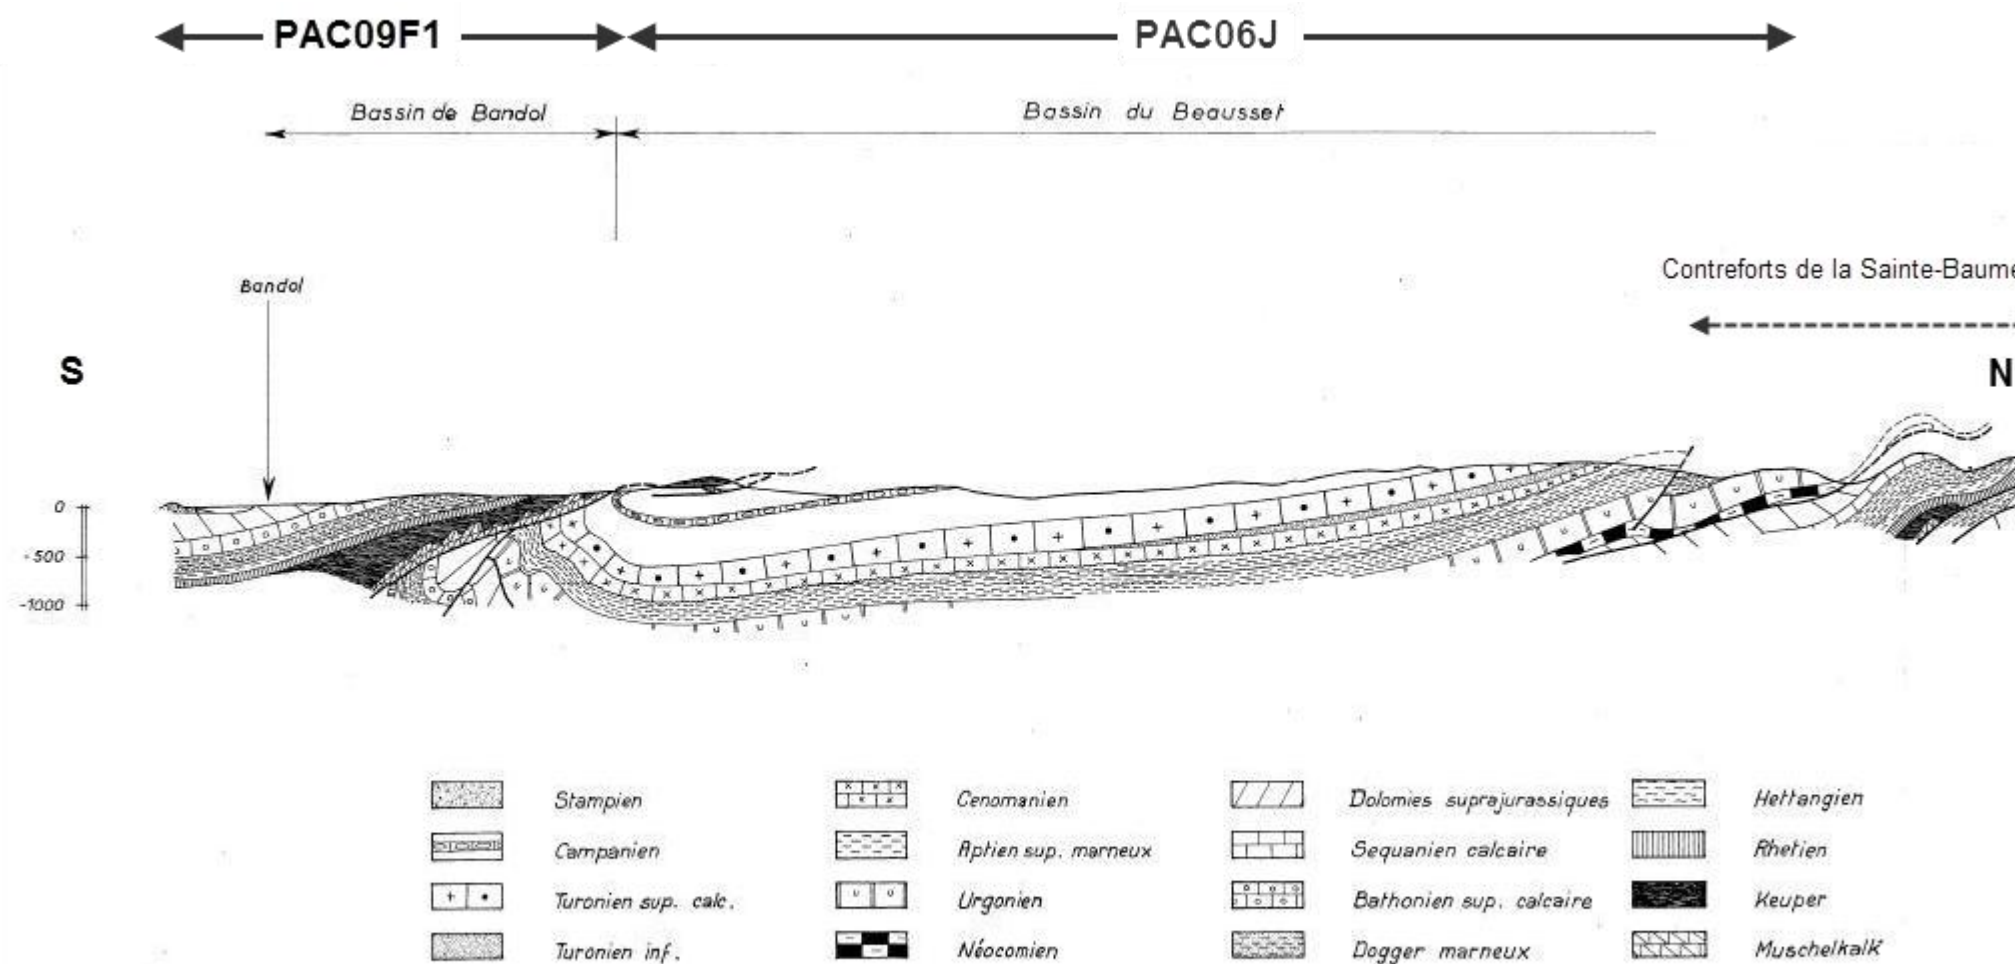 PAC09F1 PAC06J
Bassin de Bandol Bassin du Beausset
Bandol
Contreforts de la Sainte-Baume
S N
0
-500
-1000
Stampien Cenomanien Dolomies suprajurassiques Hettangien
Campanien Aptien sup. marneux Sequanien calcaire Rhetien
Turonien sup. calc. Urgonien Bathonien sup. calcaire Keuper
Turonien inf. Néocomien Dogger marneux Muschelkalk